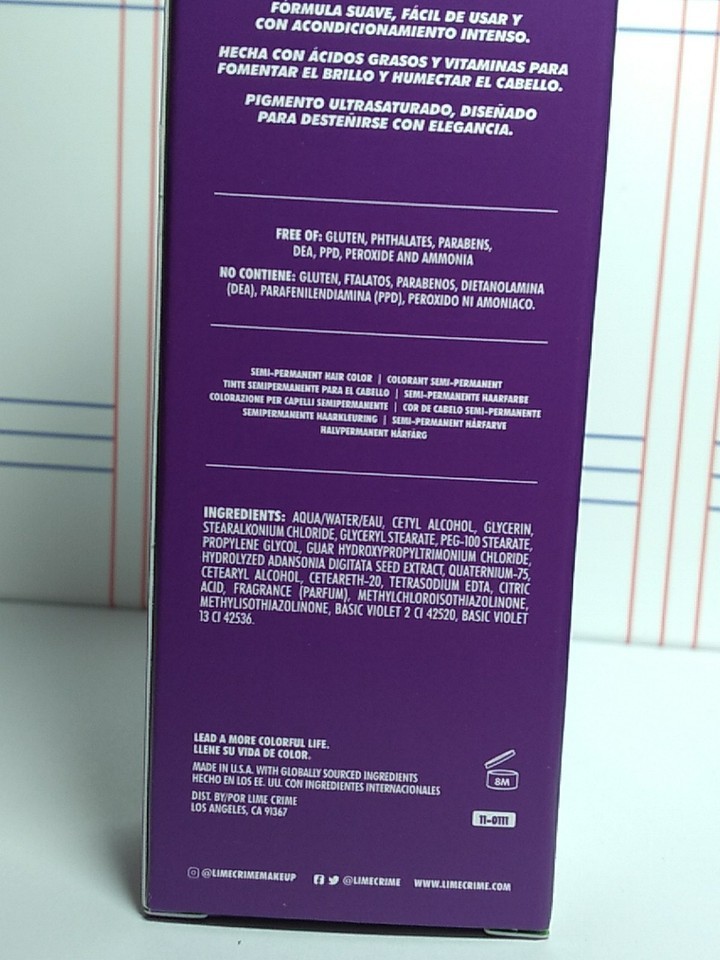 FÓRMULA SUAVE, FÁCIL DE USAR Y
CON ACONDICIONAMIENTO INTENSO.
HECHA CON ÁCIDOS GRASOS Y VITAMINAS PARA
FOMENTAR EL BRILLO Y HUMECTAR EL CABELLO.
PIGMENTO ULTRASATURADO, DISEÑADO
PARA DESTEÑIRSE CON ELEGANCIA.
FREE OF: GLUTEN, PHTHALATES, PARABENS,
DEA, PPD, PEROXIDE AND AMMONIA
NO CONTIENE: GLUTEN, FTALATOS, PARABENOS, DIETANOLAMINA
(DEA), PARAFENILENDIAMINA (PPD), PEROXIDO NI AMONIACO.
SEMI-PERMANENT HAIR COLOR | COLORANT SEMI-PERMANENT
TINTE SEMIPERMANENTE PARA EL CABELLO | SEMI-PERMANENTE HAARFARBE
COLORAZIONE PER CAPELLI SEMIPERMANENTE | COR DE CABELO SEMI-PERMANENTE
SEMIPERMANENTE HAARKLEURING | SEMI-PERMANENT HÅRFARVE
HALVPERMANENT HÅRFÄRG
INGREDIENTS: AQUA/WATER/EAU, CETYL ALCOHOL, GLYCERIN,
STEARALKONIUM CHLORIDE, GLYCERYL STEARATE, PEG-100 STEARATE,
PROPYLENE GLYCOL, GUAR HYDROXYPROPYLTRIMONIUM CHLORIDE,
HYDROLYZED ADANSONIA DIGITATA SEED EXTRACT, QUATERNIUM-75,
CETEARYL ALCOHOL, CETEARETH-20, TETRASODIUM EDTA, CITRIC
ACID, FRAGRANCE (PARFUM), METHYLCHLOROISOTHIAZOLINONE,
METHYLISOTHIAZOLINONE, BASIC VIOLET 2 CI 42520, BASIC VIOLET
13 CI 42536.
LEAD A MORE COLORFUL LIFE.
LLENE SU VIDA DE COLOR.
MADE IN U.S.A. WITH GLOBALLY SOURCED INGREDIENTS
HECHO EN LOS EE. UU. CON INGREDIENTES INTERNACIONALES
DIST. BY/POR LIME CRIME
LOS ANGELES, CA 91367
8M
11-0111
@LIMECRIMEMAKEUP @LIMECRIME WWW.LIMECRIME.COM